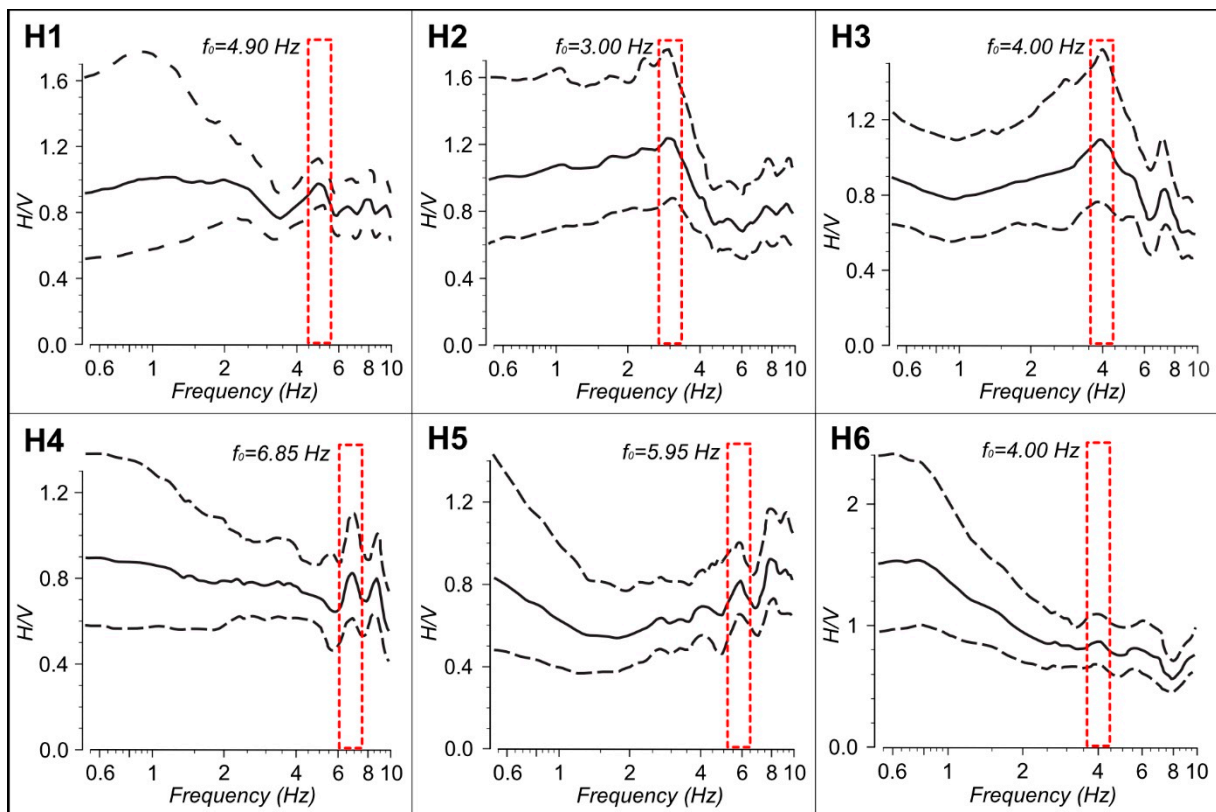 H1
f₀=4.90 Hz
H/V
1.6
1.2
0.8
0.4
0.0
0.6 1 2 4 6 8 10
Frequency (Hz)
H2
f₀=3.00 Hz
H/V
1.6
1.2
0.8
0.4
0.0
0.6 1 2 4 6 8 10
Frequency (Hz)
H3
f₀=4.00 Hz
H/V
1.2
0.8
0.4
0.0
0.6 1 2 4 6 8 10
Frequency (Hz)
H4
f₀=6.85 Hz
H/V
1.2
0.8
0.4
0.0
0.6 1 2 4 6 8 10
Frequency (Hz)
H5
f₀=5.95 Hz
H/V
1.2
0.8
0.4
0.0
0.6 1 2 4 6 8 10
Frequency (Hz)
H6
f₀=4.00 Hz
H/V
2
1
0
0.6 1 2 4 6 8 10
Frequency (Hz)